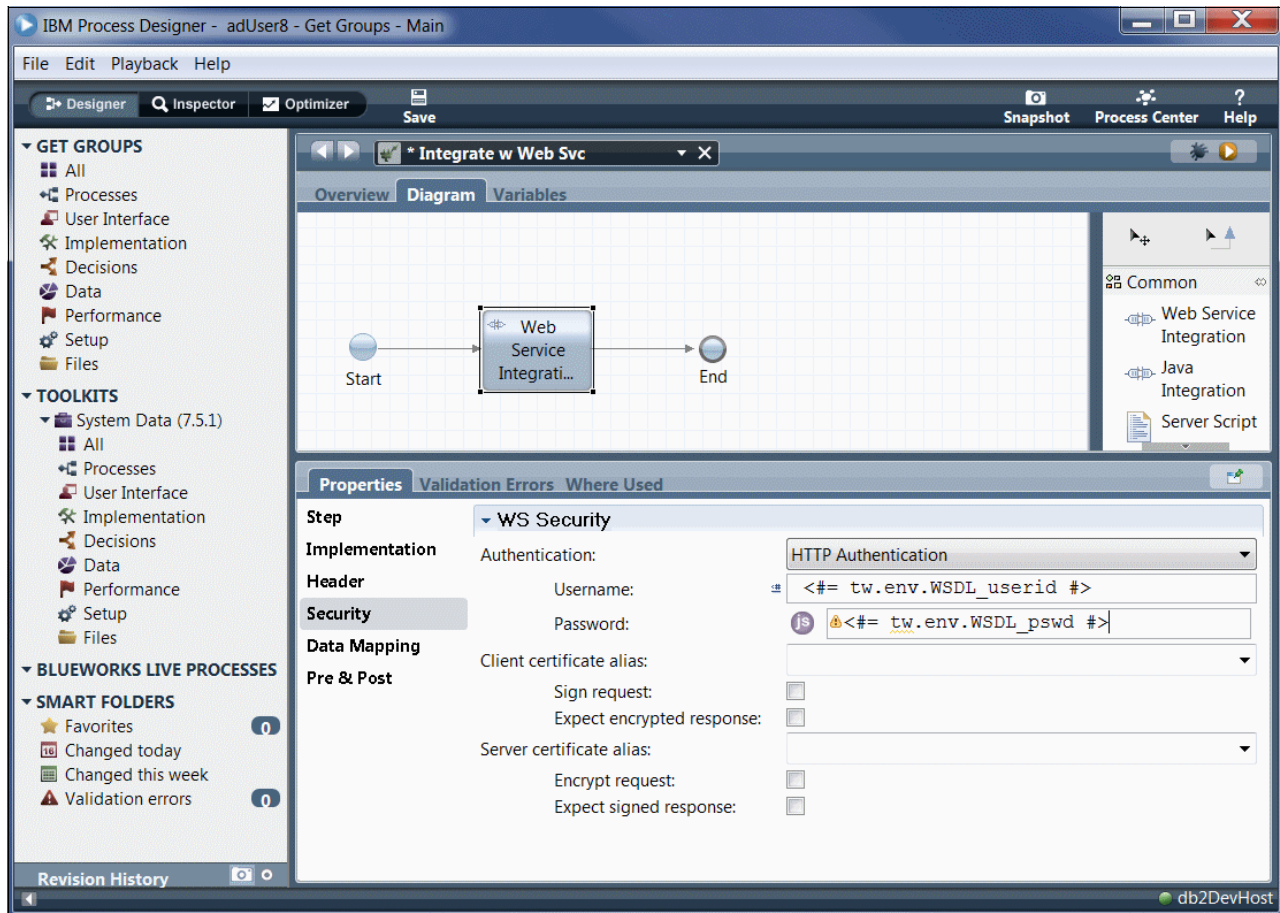 IBM Process Designer - adUser8 - Get Groups - Main
File Edit Playback Help
Designer Inspector Optimizer Save Snapshot Process Center Help
GET GROUPS
All
Processes
User Interface
Implementation
Decisions
Data
Performance
Setup
Files
TOOLKITS
System Data (7.5.1)
All
Processes
User Interface
Implementation
Decisions
Data
Performance
Setup
Files
BLUEWORKS LIVE PROCESSES
SMART FOLDERS
Favorites 0
Changed today
Changed this week
Validation errors 0
Revision History
* Integrate w Web Svc
Overview Diagram Variables
Start
Web
Service
Integrati...
End
Common
Web Service
Integration
Java
Integration
Server Script
Properties Validation Errors Where Used
Step
Implementation
Header
Security
Data Mapping
Pre & Post
WS Security
Authentication: HTTP Authentication
Username: <#= tw.env.WSDL_userid #>
Password: js <#= tw.env.WSDL_pswd #>
Client certificate alias:
Sign request:
Expect encrypted response:
Server certificate alias:
Encrypt request:
Expect signed response:
db2DevHost